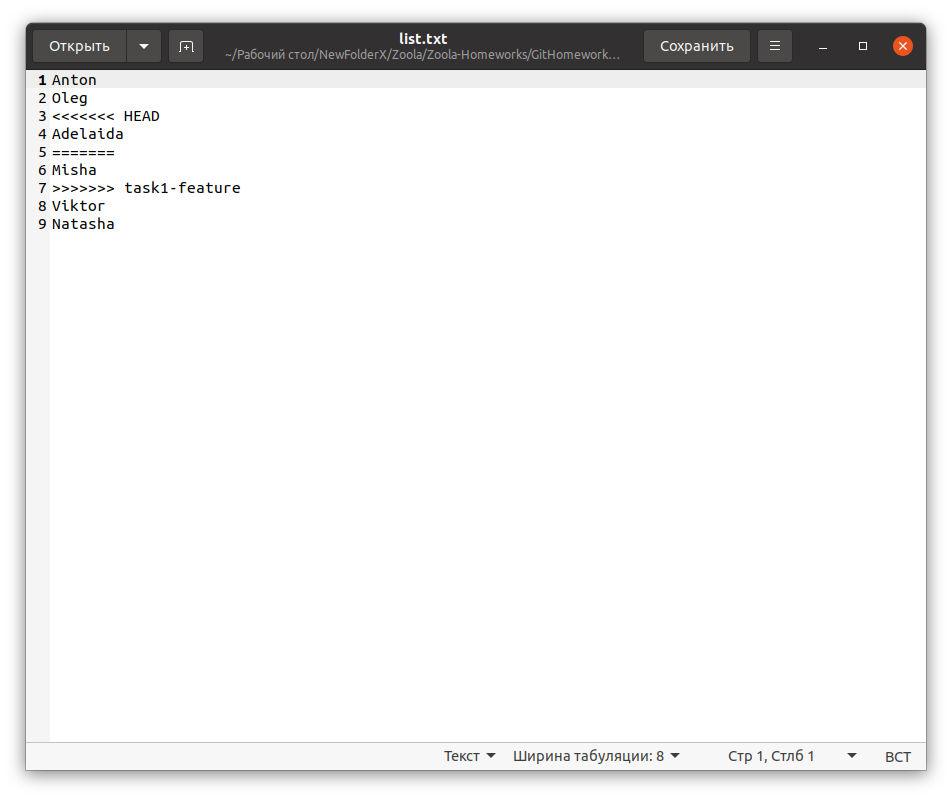 Открыть
list.txt
~/Рабочий стол/NewFolderX/Zoola/Zoola-Homeworks/GitHomework...
Сохранить
1 Anton
2 Oleg
3 <<<<<<< HEAD
4 Adelaida
5 =======
6 Misha
7 >>>>>>> task1-feature
8 Viktor
9 Natasha
Текст
Ширина табуляции: 8
Стр 1, Стлб 1
ВСТ